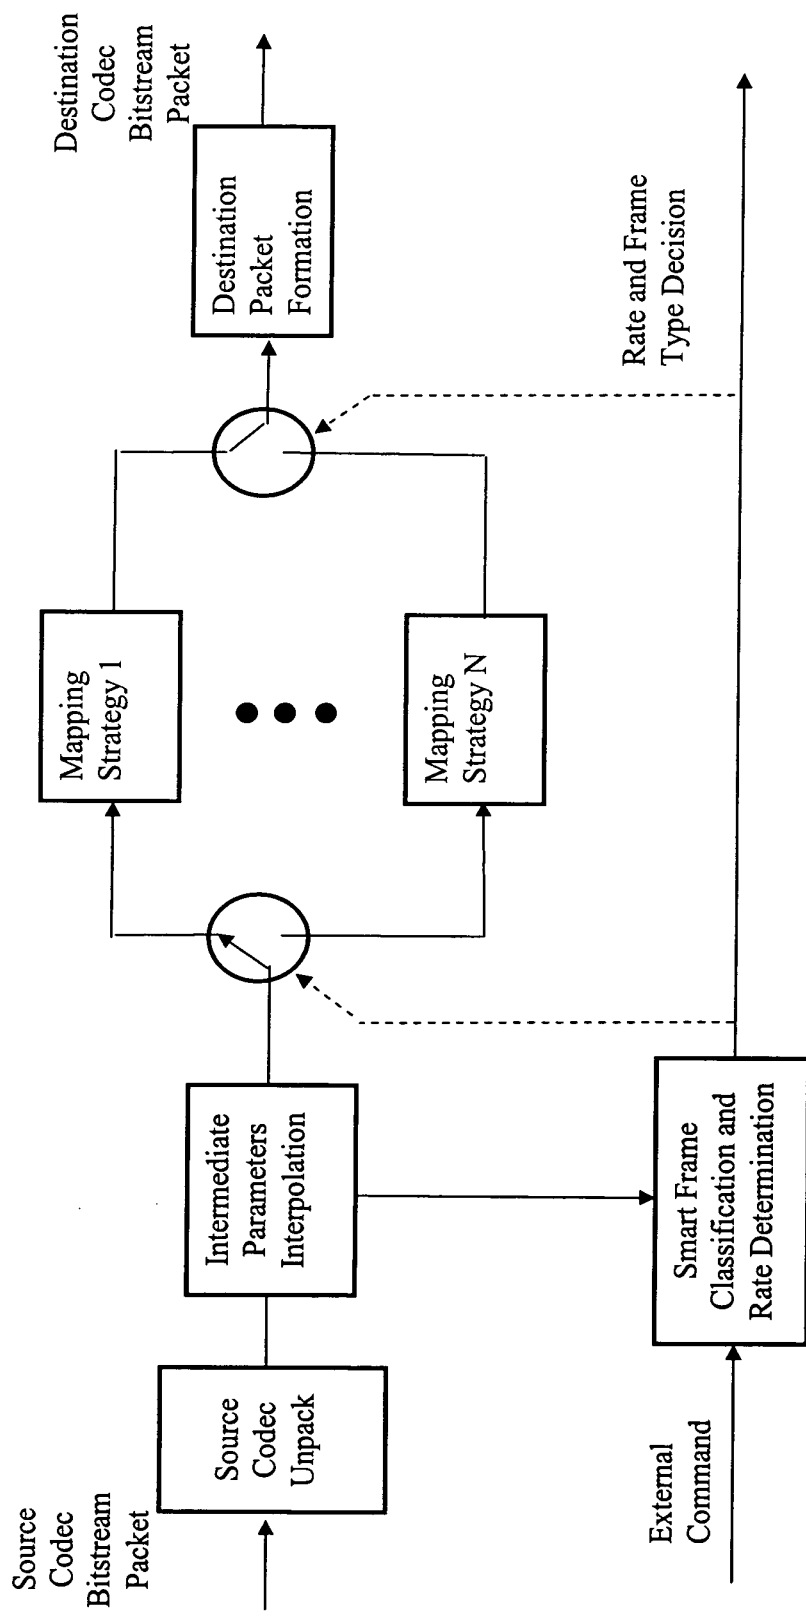 Source
Codec
Bitstream
Packet
Source
Codec
Unpack
Intermediate
Parameters
Interpolation
Mapping
Strategy 1
Mapping
Strategy N
Destination
Packet
Formation
Destination
Codec
Bitstream
Packet
External
Command
Smart Frame
Classification and
Rate Determination
Rate and Frame
Type Decision